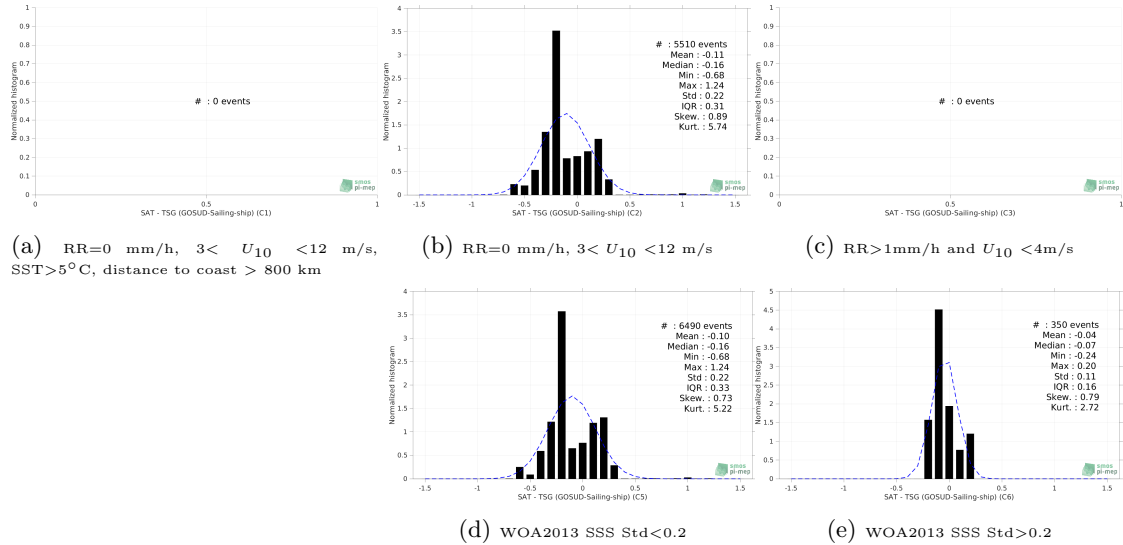 1
0.9
0.8
0.7
0.6
0.5
0.4
0.3
0.2
0.1
0
Normalized histogram
# : 0 events
smos
pi-mep
0 0.5 1
SAT - TSG (GOSUD-Sailing-ship) (C1)
(a) RR=0 mm/h, 3< U10 <12 m/s,
SST>5°C, distance to coast > 800 km
4
3.5
3
2.5
2
1.5
1
0.5
0
Normalized histogram
# : 5510 events
Mean : -0.11
Median : -0.16
Min : -0.68
Max : 1.24
Std : 0.22
IQR : 0.31
Skew. : 0.89
Kurt. : 5.74
smos
pi-mep
-1.5 -1 -0.5 0 0.5 1 1.5
SAT - TSG (GOSUD-Sailing-ship) (C2)
(b) RR=0 mm/h, 3< U10 <12 m/s
1
0.9
0.8
0.7
0.6
0.5
0.4
0.3
0.2
0.1
0
Normalized histogram
# : 0 events
smos
pi-mep
0 0.5 1
SAT - TSG (GOSUD-Sailing-ship) (C3)
(c) RR>1mm/h and U10 <4m/s
4
3.5
3
2.5
2
1.5
1
0.5
0
Normalized histogram
# : 6490 events
Mean : -0.10
Median : -0.16
Min : -0.68
Max : 1.24
Std : 0.22
IQR : 0.33
Skew. : 0.73
Kurt. : 5.22
smos
pi-mep
-1.5 -1 -0.5 0 0.5 1 1.5
SAT - TSG (GOSUD-Sailing-ship) (C5)
(d) WOA2013 SSS Std<0.2
5
4.5
4
3.5
3
2.5
2
1.5
1
0.5
0
Normalized histogram
# : 350 events
Mean : -0.04
Median : -0.07
Min : -0.24
Max : 0.20
Std : 0.11
IQR : 0.16
Skew. : 0.79
Kurt. : 2.72
smos
pi-mep
-1.5 -1 -0.5 0 0.5 1 1.5
SAT - TSG (GOSUD-Sailing-ship) (C6)
(e) WOA2013 SSS Std>0.2